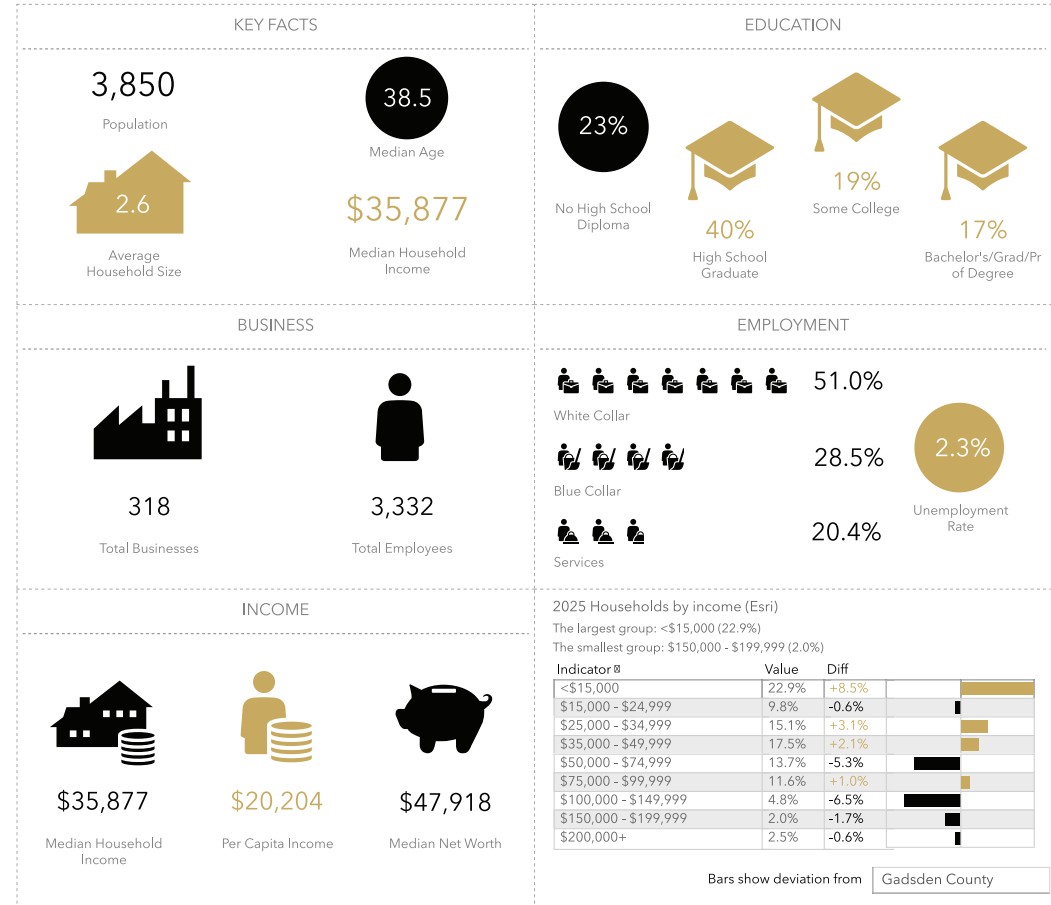 KEY FACTS
3,850
Population
38.5
Median Age
2.6
Average
Household Size
$35,877
Median Household
Income
EDUCATION
23%
No High School
Diploma
40%
High School
Graduate
19%
Some College
17%
Bachelor's/Grad/Pr
of Degree
BUSINESS
318
Total Businesses
3,332
Total Employees
EMPLOYMENT
51.0%
White Collar
28.5%
Blue Collar
20.4%
Services
2.3%
Unemployment
Rate
INCOME
$35,877
Median Household
Income
$20,204
Per Capita Income
$47,918
Median Net Worth
2025 Households by income (Esri)
The largest group: <$15,000 (22.9%)
The smallest group: $150,000 - $199,999 (2.0%)
Indicator Value Diff
<$15,000 22.9% +8.5%
$15,000 - $24,999 9.8% -0.6%
$25,000 - $34,999 15.1% +3.1%
$35,000 - $49,999 17.5% +2.1%
$50,000 - $74,999 13.7% -5.3%
$75,000 - $99,999 11.6% +1.0%
$100,000 - $149,999 4.8% -6.5%
$150,000 - $199,999 2.0% -1.7%
$200,000+ 2.5% -0.6%
Bars show deviation from Gadsden County